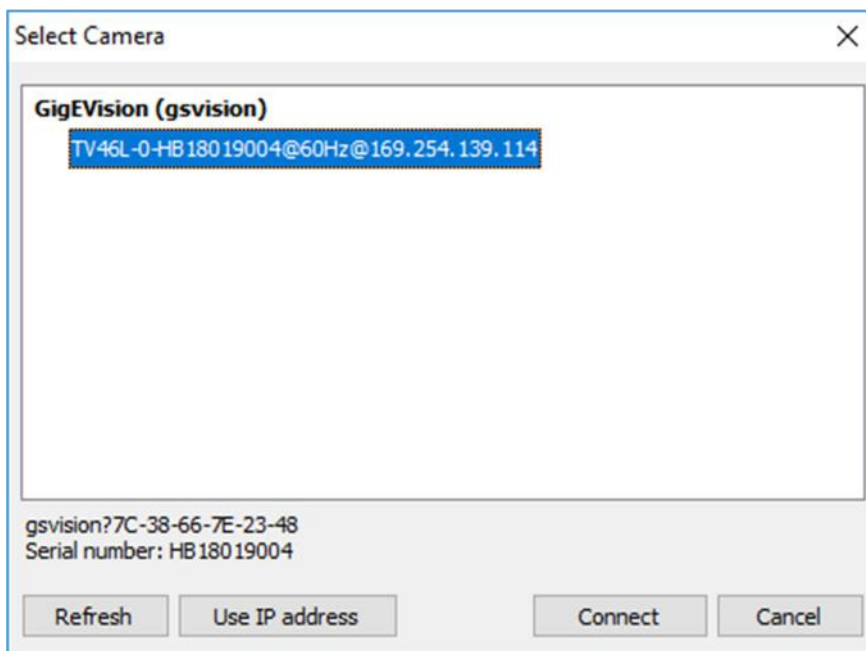 Select Camera
GigEVision (gsvision)
TV46L-0-HB18019004@60Hz@169.254.139.114
gsvision?7C-38-66-7E-23-48
Serial number: HB18019004
Refresh Use IP address Connect Cancel